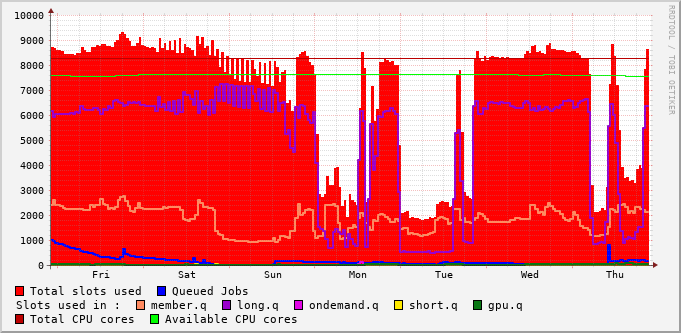 10000
9000
8000
7000
6000
5000
4000
3000
2000
1000
0
Fri Sat Sun Mon Tue Wed Thu
RRDTOOL / TOBI OETIKER
Total slots used Queued Jobs
Slots used in : member.q long.q ondemand.q short.q gpu.q
Total CPU cores Available CPU cores